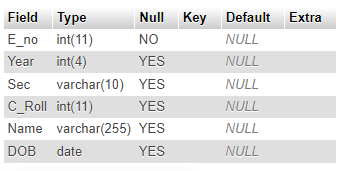 Field Type Null Key Default Extra
E_no int(11) NO NULL
Year int(4) YES NULL
Sec varchar(10) YES NULL
C_Roll int(11) YES NULL
Name varchar(255) YES NULL
DOB date YES NULL